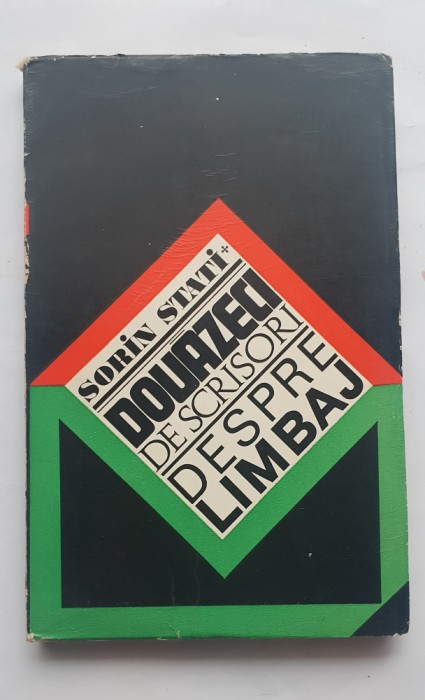 SORIN STATI
DOUĂZECI
DE SCRISORI
DESPRE
LIMBAJ